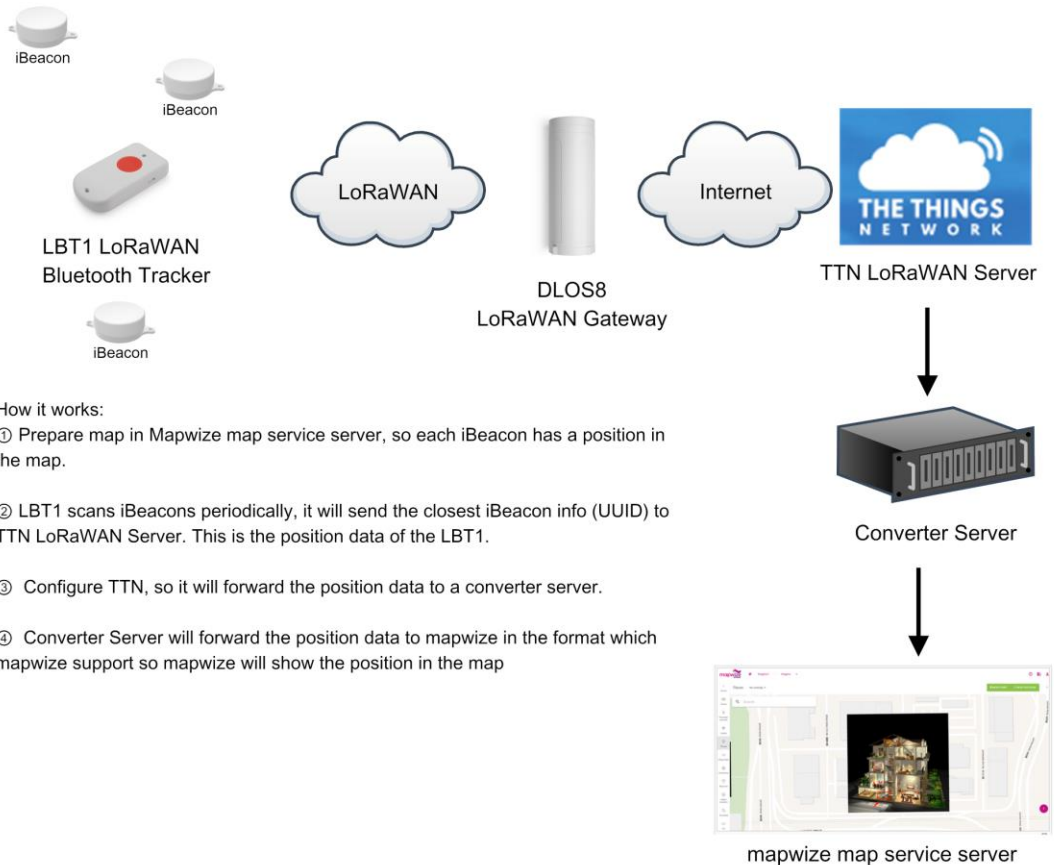 iBeacon
iBeacon
LoRaWAN
Internet
THE THINGS
NETWORK
LBT1 LoRaWAN
Bluetooth Tracker
TTN LoRaWAN Server
DLOS8
LoRaWAN Gateway
iBeacon
How it works:
① Prepare map in Mapwize map service server, so each iBeacon has a position in
the map.
② LBT1 scans iBeacons periodically, it will send the closest iBeacon info (UUID) to
TTN LoRaWAN Server. This is the position data of the LBT1.
③ Configure TTN, so it will forward the position data to a converter server.
④ Converter Server will forward the position data to mapwize in the format which
mapwize support so mapwize will show the position in the map
Converter Server
mapwize
mapwize map service server